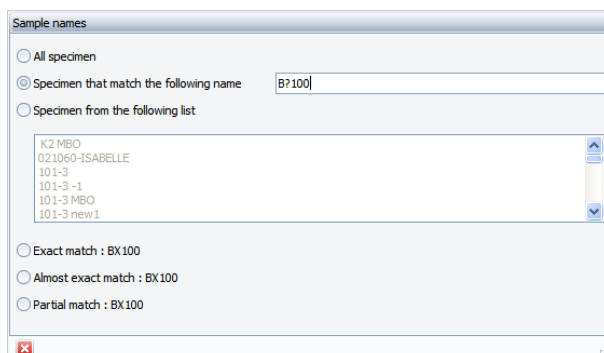 Sample names
All specimen
Specimen that match the following name B?100
Specimen from the following list
K2 MBO
021060-ISABELLE
101-3
101-3 -1
101-3 MBO
101-3 new1
Exact match : BX100
Almost exact match : BX100
Partial match : BX100